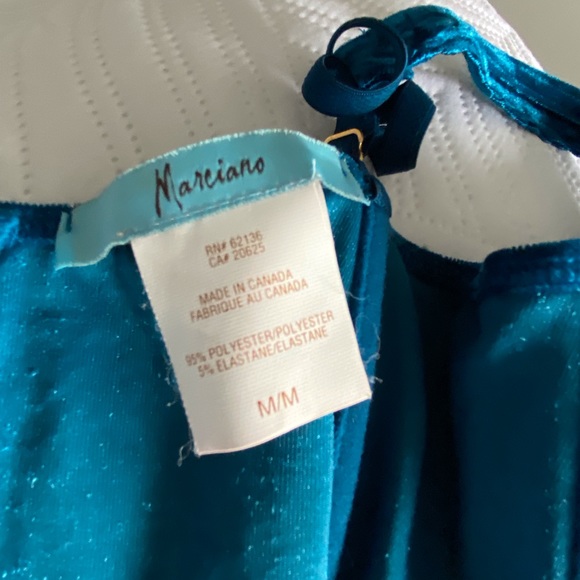 Marciano
RN# 62136
CA# 20625
MADE IN CANADA
FABRIQUE AU CANADA
95% POLYESTER/POLYESTER
5% ELASTANE/ELASTANE
M/M